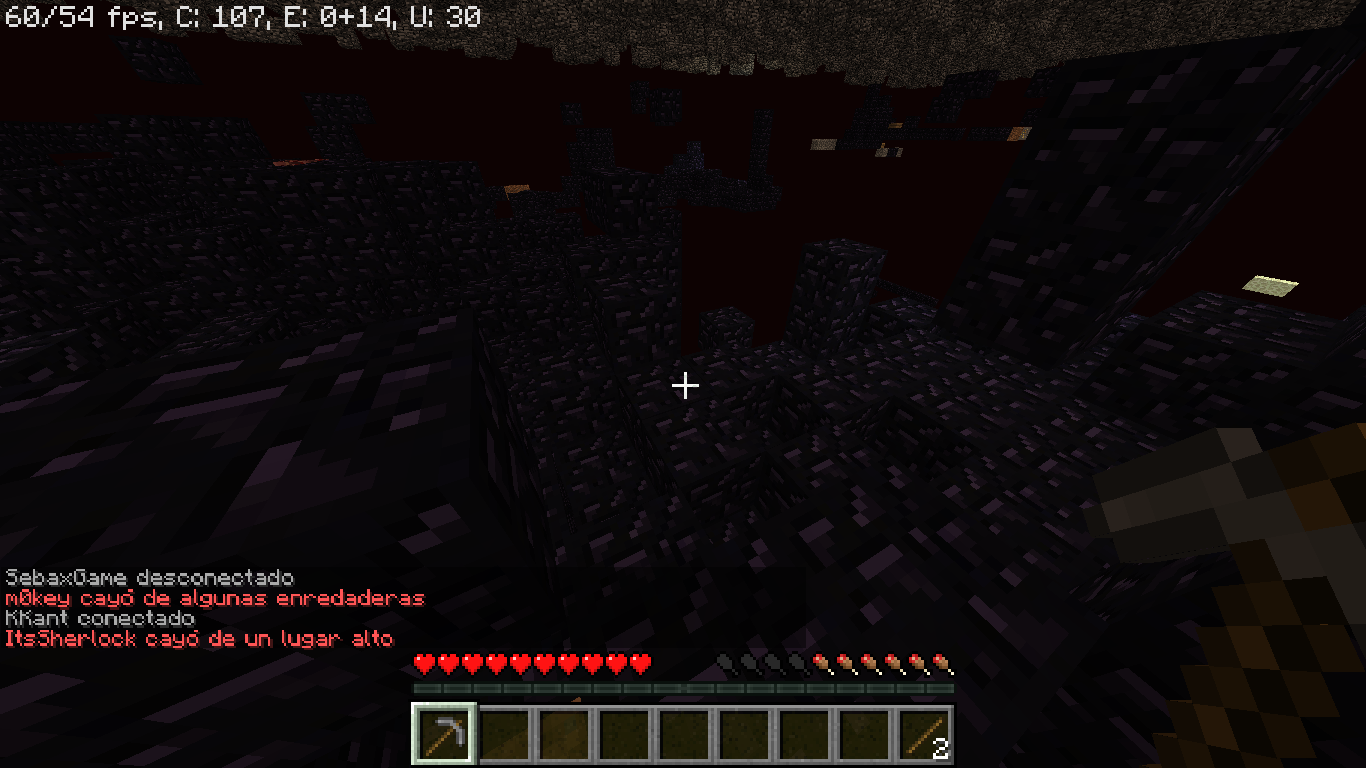 60/54 fps, C: 107, E: 0+14, U: 30
SebaxGame desconectado
m0key cayó de algunas enredaderas
KKant conectado
ItsSherlock cayó de un lugar alto
2